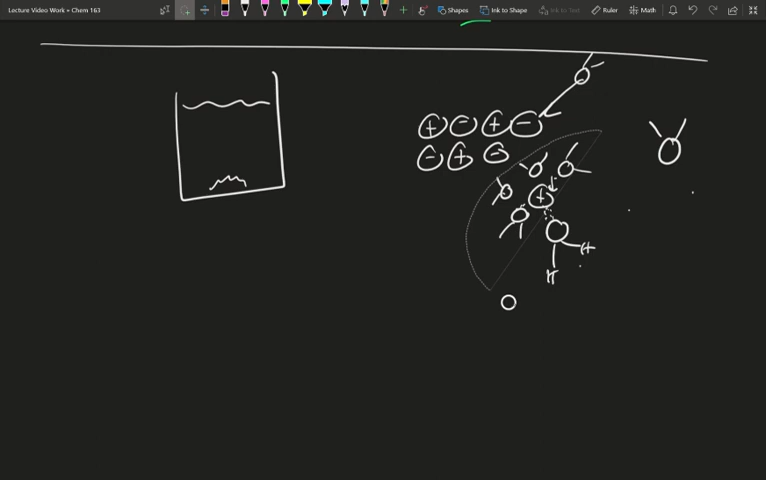 Lecture Video Work + Chem 163
Shapes Ink to Shape Ink to Text Ruler Math
+ - + -
- + -
+
H
H